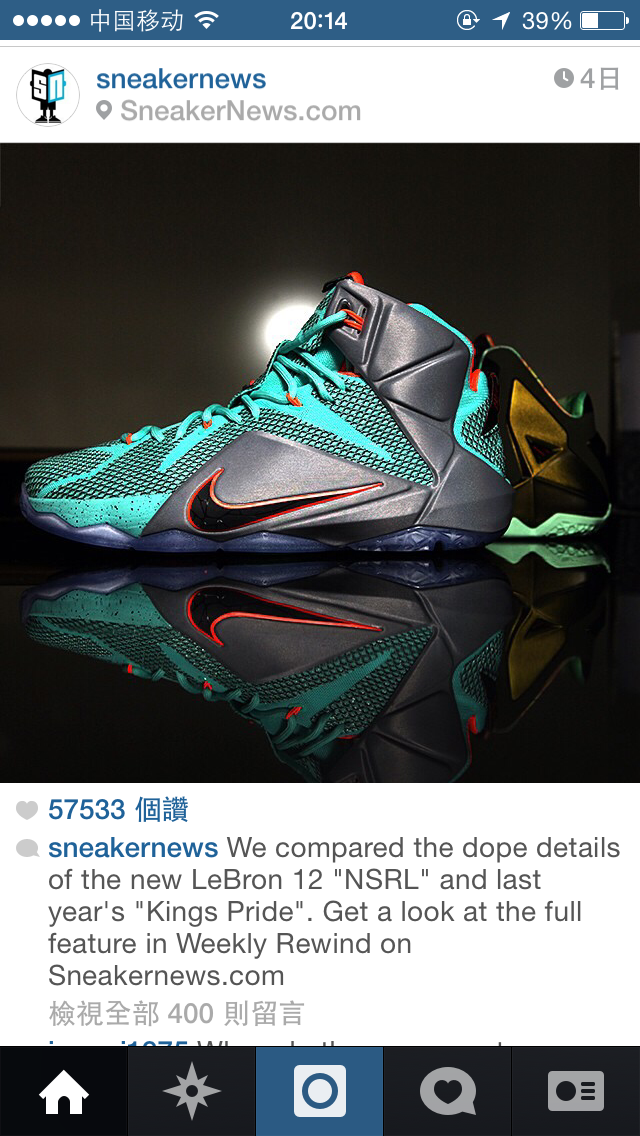 中国移动 20:14 39%
sn
sneakernews 4日
SneakerNews.com
57533 個讚
sneakernews We compared the dope details
of the new LeBron 12 "NSRL" and last
year's "Kings Pride". Get a look at the full
feature in Weekly Rewind on
Sneakernews.com
檢視全部 400 則留言